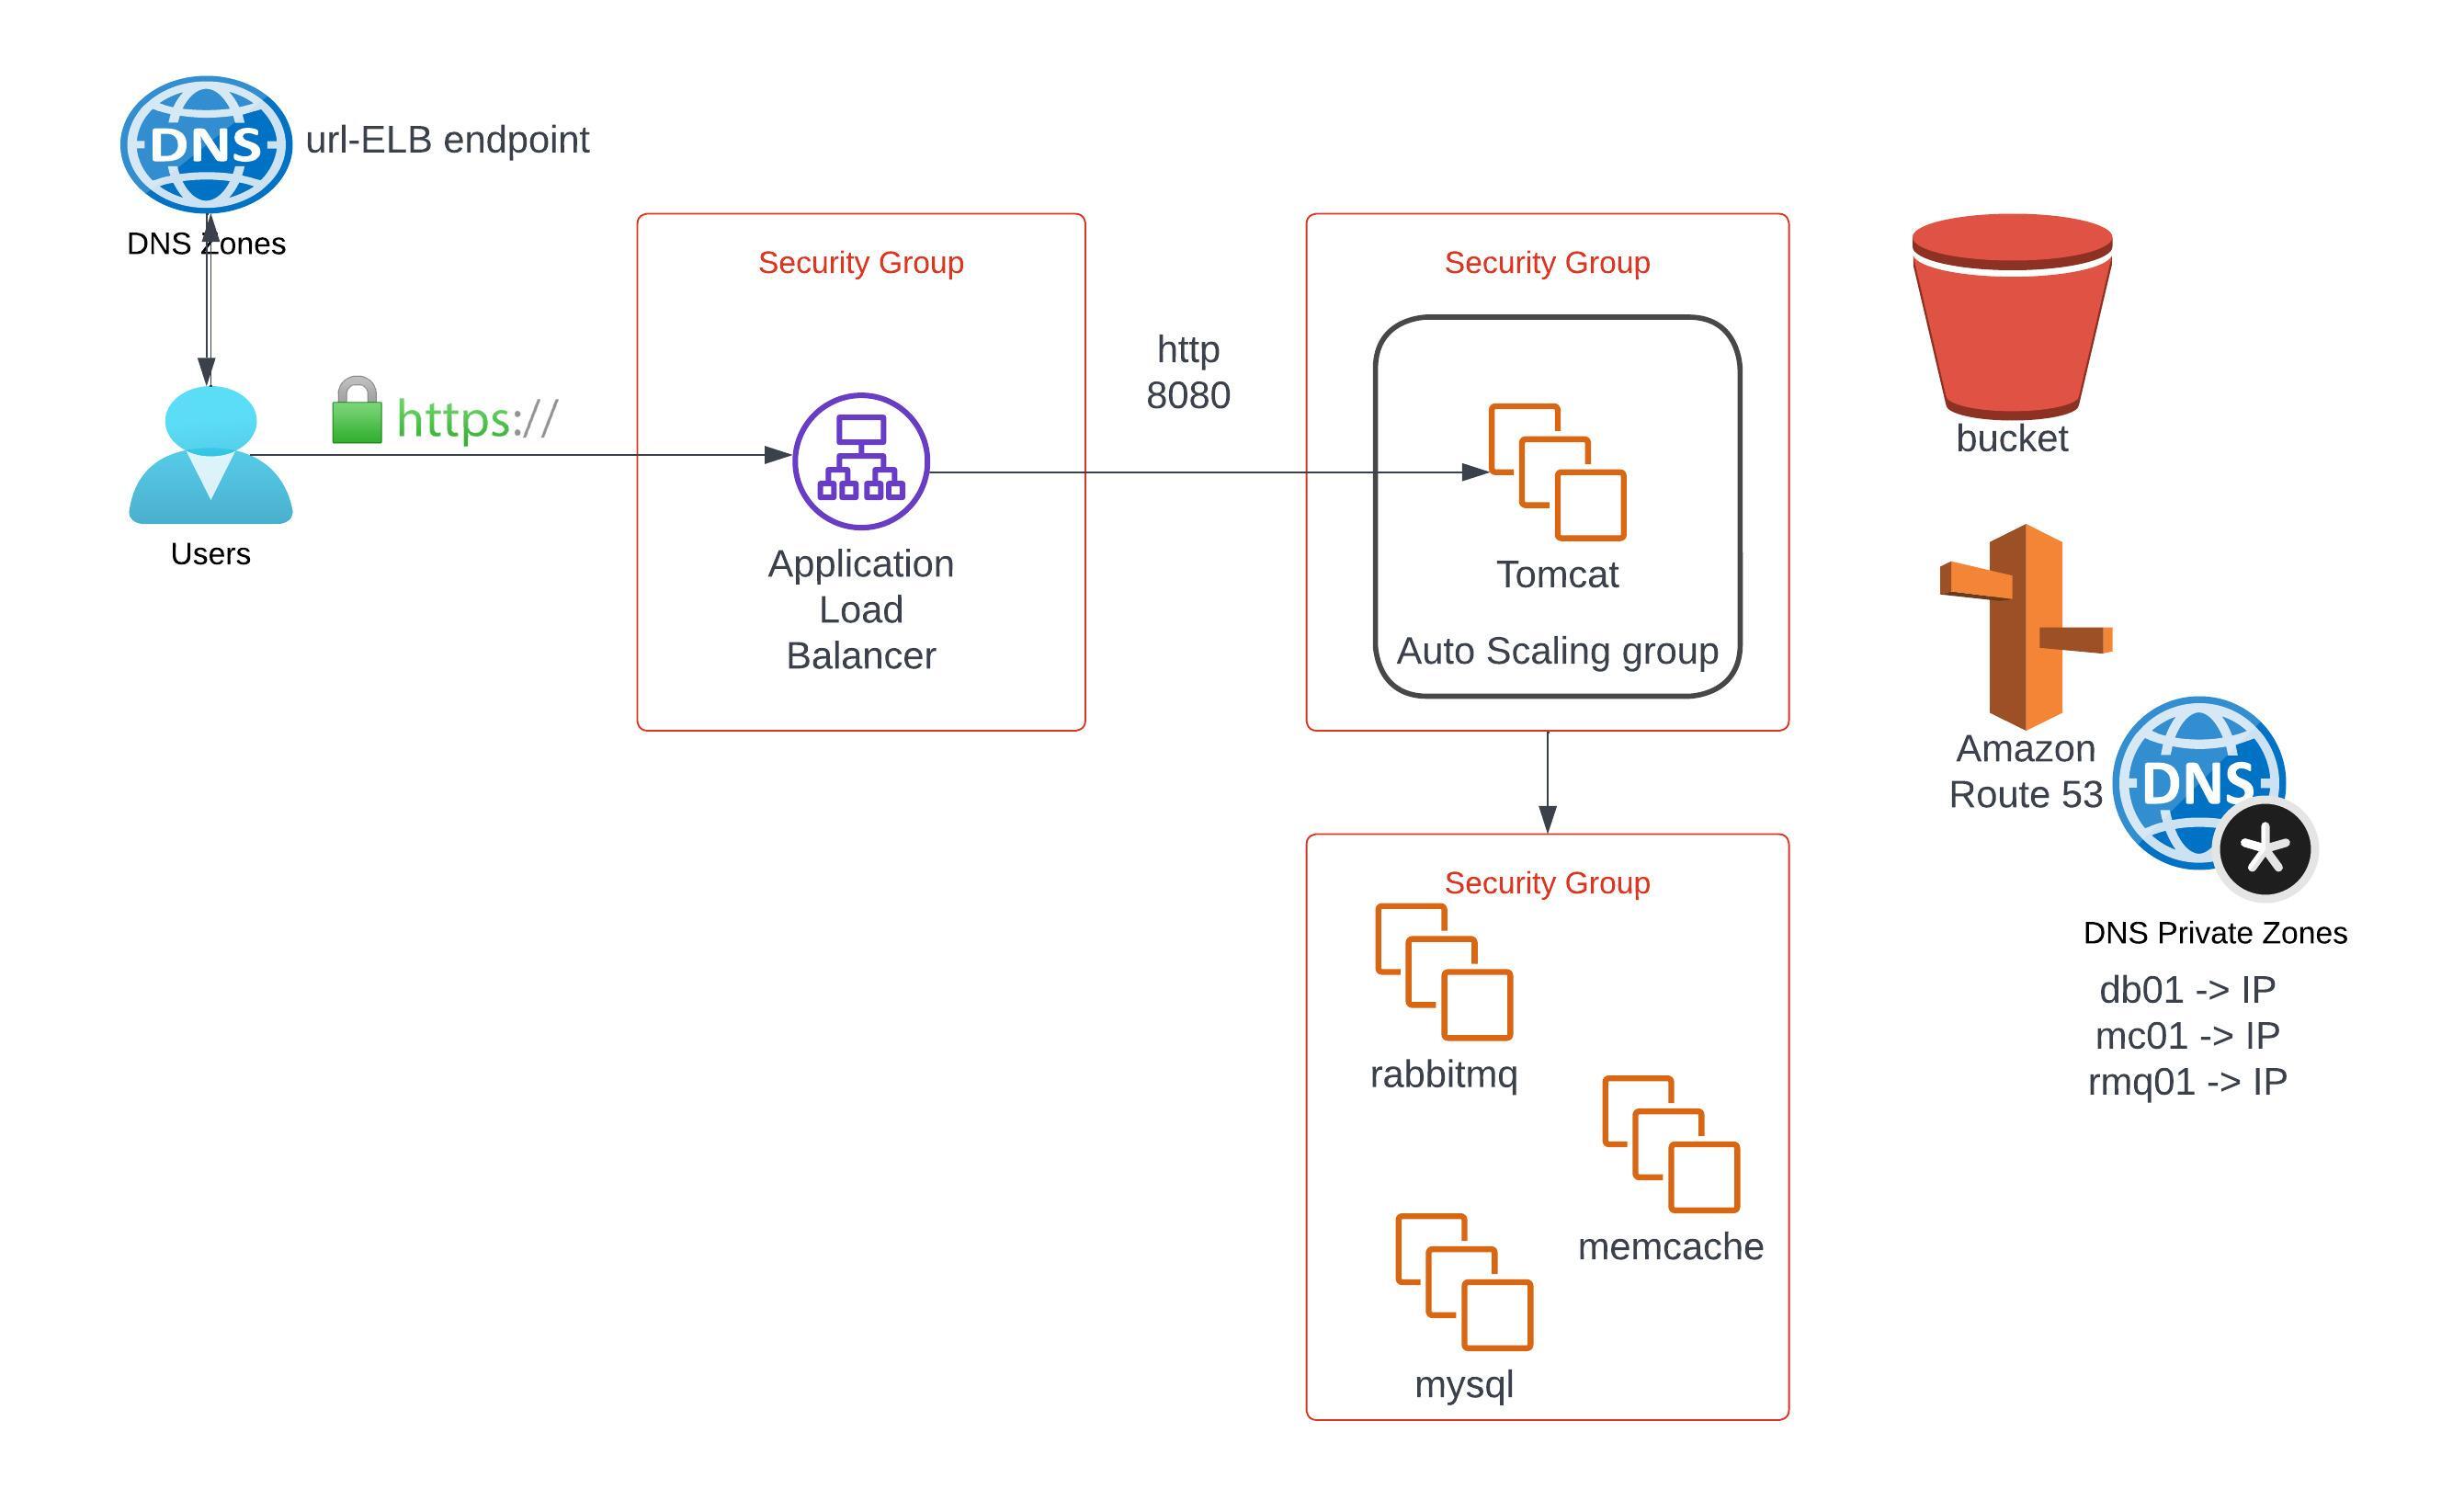 DNS
url-ELB endpoint
DNS Zones
https://
Users
Security Group
Application
Load
Balancer
http
8080
Security Group
Tomcat
Auto Scaling group
Security Group
rabbitmq
memcache
mysql
bucket
Amazon
Route 53
DNS
DNS Private Zones
db01 -> IP
mc01 -> IP
rmq01 -> IP